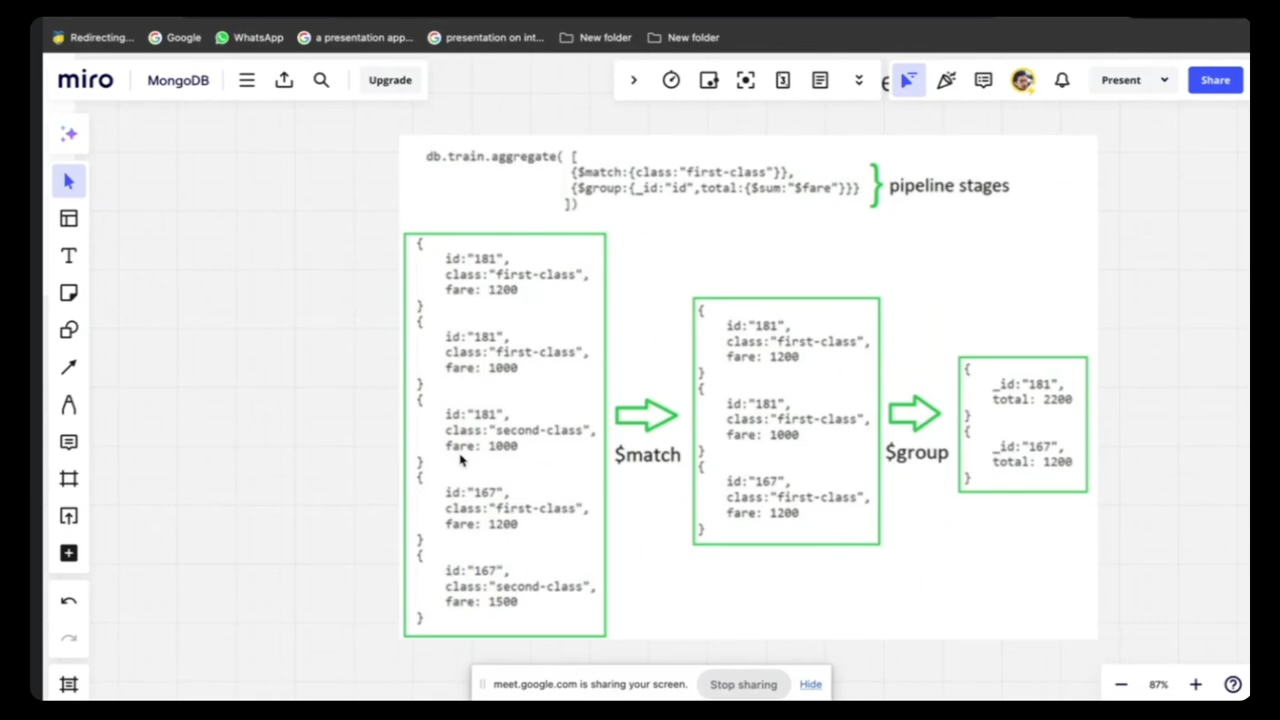 Redirecting... Google WhatsApp a presentation app... presentation on int... New folder New folder
miro MongoDB Upgrade Present Share
db.train.aggregate( [
{$match:{class:"first-class"}},
{$group:{_id:"id",total:{$sum:"$fare"}}}
])
pipeline stages
{
id:"181",
class:"first-class",
fare: 1200
}
{
id:"181",
class:"first-class",
fare: 1000
}
{
id:"181",
class:"second-class",
fare: 1000
}
{
id:"167",
class:"first-class",
fare: 1200
}
{
id:"167",
class:"second-class",
fare: 1500
}
$match
{
id:"181",
class:"first-class",
fare: 1200
}
{
id:"181",
class:"first-class",
fare: 1000
}
{
id:"167",
class:"first-class",
fare: 1200
}
$group
{
_id:"181",
total: 2200
}
{
_id:"167",
total: 1200
}
meet.google.com is sharing your screen. Stop sharing Hide
87%